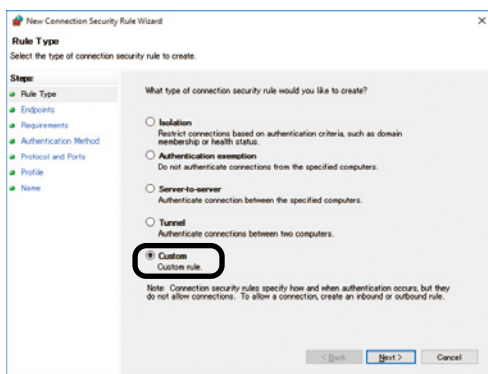 New Connection Security Rule Wizard
Rule Type
Select the type of connection security rule to create.
Steps:
Rule Type
Endpoints
Requirements
Authentication Method
Protocol and Ports
Profile
Name
What type of connection security rule would you like to create?
Isolation
Restrict connections based on authentication criteria, such as domain
membership or health status.
Authentication exemption
Do not authenticate connections from the specified computers.
Server-to-server
Authenticate connection between the specified computers.
Tunnel
Authenticate connections between two computers.
Custom
Custom rule.
Note: Connection security rules specify how and when authentication occurs, but they
do not allow connections. To allow a connection, create an inbound or outbound rule.
< Back
Next >
Cancel